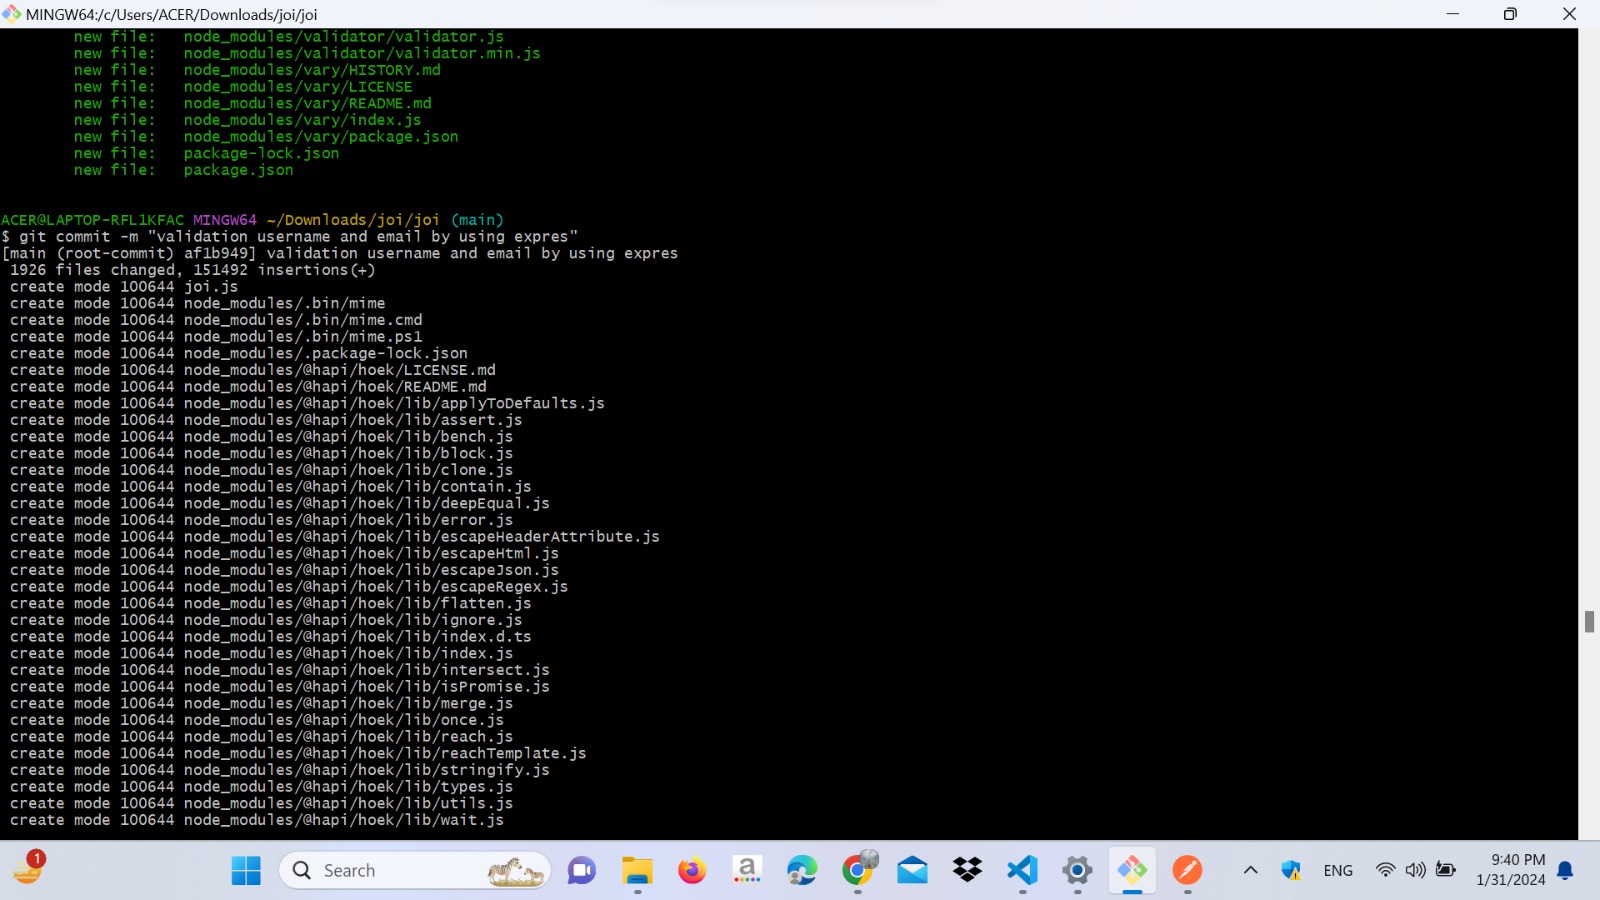 MINGW64:/c/Users/ACER/Downloads/joi/joi
new file: node_modules/validator/validator.js
new file: node_modules/validator/validator.min.js
new file: node_modules/vary/HISTORY.md
new file: node_modules/vary/LICENSE
new file: node_modules/vary/README.md
new file: node_modules/vary/index.js
new file: node_modules/vary/package.json
new file: package-lock.json
new file: package.json
ACER@LAPTOP-RFL1KFAC MINGW64 ~/Downloads/joi/joi (main)
$ git commit -m "validation username and email by using expres"
[main (root-commit) af1b949] validation username and email by using expres
1926 files changed, 151492 insertions(+)
create mode 100644 joi.js
create mode 100644 node_modules/.bin/mime
create mode 100644 node_modules/.bin/mime.cmd
create mode 100644 node_modules/.bin/mime.ps1
create mode 100644 node_modules/.package-lock.json
create mode 100644 node_modules/@hapi/hoek/LICENSE.md
create mode 100644 node_modules/@hapi/hoek/README.md
create mode 100644 node_modules/@hapi/hoek/lib/applyToDefaults.js
create mode 100644 node_modules/@hapi/hoek/lib/assert.js
create mode 100644 node_modules/@hapi/hoek/lib/bench.js
create mode 100644 node_modules/@hapi/hoek/lib/block.js
create mode 100644 node_modules/@hapi/hoek/lib/clone.js
create mode 100644 node_modules/@hapi/hoek/lib/contain.js
create mode 100644 node_modules/@hapi/hoek/lib/deepEqual.js
create mode 100644 node_modules/@hapi/hoek/lib/error.js
create mode 100644 node_modules/@hapi/hoek/lib/escapeHeaderAttribute.js
create mode 100644 node_modules/@hapi/hoek/lib/escapeHtml.js
create mode 100644 node_modules/@hapi/hoek/lib/escapeJson.js
create mode 100644 node_modules/@hapi/hoek/lib/escapeRegex.js
create mode 100644 node_modules/@hapi/hoek/lib/flatten.js
create mode 100644 node_modules/@hapi/hoek/lib/ignore.js
create mode 100644 node_modules/@hapi/hoek/lib/index.d.ts
create mode 100644 node_modules/@hapi/hoek/lib/index.js
create mode 100644 node_modules/@hapi/hoek/lib/intersect.js
create mode 100644 node_modules/@hapi/hoek/lib/isPromise.js
create mode 100644 node_modules/@hapi/hoek/lib/merge.js
create mode 100644 node_modules/@hapi/hoek/lib/once.js
create mode 100644 node_modules/@hapi/hoek/lib/reach.js
create mode 100644 node_modules/@hapi/hoek/lib/reachTemplate.js
create mode 100644 node_modules/@hapi/hoek/lib/stringify.js
create mode 100644 node_modules/@hapi/hoek/lib/types.js
create mode 100644 node_modules/@hapi/hoek/lib/utils.js
create mode 100644 node_modules/@hapi/hoek/lib/wait.js
1
Search
a
ENG
9:40 PM
1/31/2024